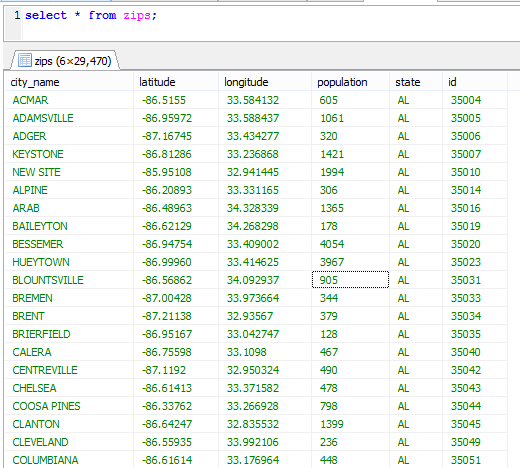 1 select * from zips;
zips (6×29,470)
city_name latitude longitude population state id
ACMAR -86.5155 33.584132 605 AL 35004
ADAMSVILLE -86.95972 33.588437 1061 AL 35005
ADGER -87.16745 33.434277 320 AL 35006
KEYSTONE -86.81286 33.236868 1421 AL 35007
NEW SITE -85.95108 32.941445 1994 AL 35010
ALPINE -86.20893 33.331165 306 AL 35014
ARAB -86.48963 34.328339 1365 AL 35016
BAILEYTON -86.62129 34.268298 178 AL 35019
BESSEMER -86.94754 33.409002 4054 AL 35020
HUEYTOWN -86.99960 33.414625 3967 AL 35023
BLOUNTSVILLE -86.56862 34.092937 905 AL 35031
BREMEN -87.00428 33.973664 344 AL 35033
BRENT -87.21138 32.93567 379 AL 35034
BRIERFIELD -86.95167 33.042747 128 AL 35035
CALERA -86.75598 33.1098 467 AL 35040
CENTREVILLE -87.1192 32.950324 490 AL 35042
CHELSEA -86.61413 33.371582 478 AL 35043
COOSA PINES -86.33762 33.266928 798 AL 35044
CLANTON -86.64247 32.835532 1399 AL 35045
CLEVELAND -86.55935 33.992106 236 AL 35049
COLUMBIANA -86.61614 33.176964 448 AL 35051